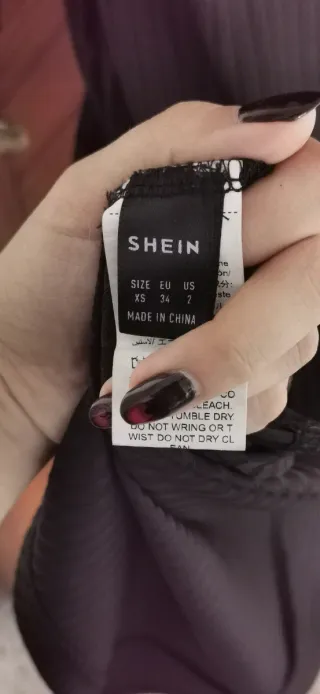 SHEIN
SIZE EU US
XS 34 2
MADE IN CHINA
LEACH.
TUMBLE DRY
DO NOT WRING OR T
WIST DO NOT DRY CL
EAN